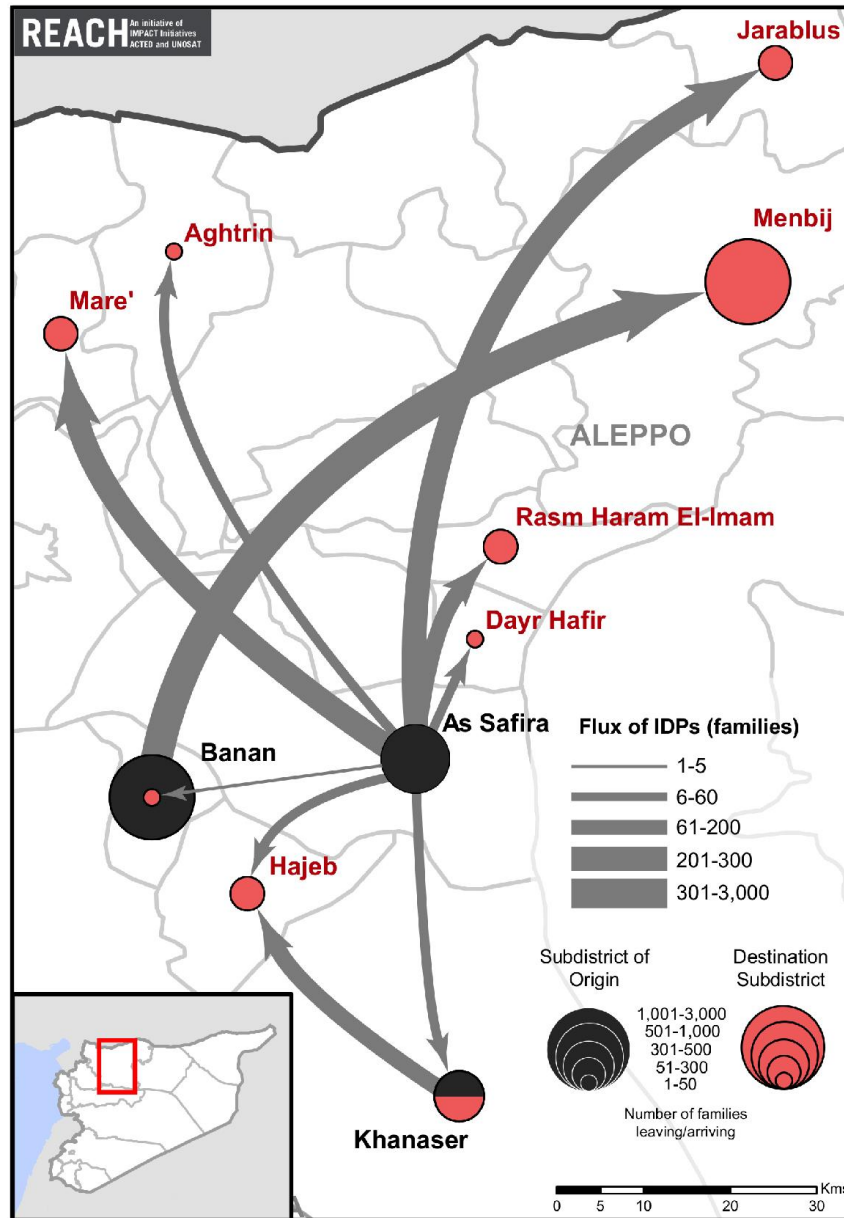 REACH
An initiative of
IMPACT Initiatives
ACTED and UNOSAT
Jarablus
Aghtrin
Menbij
Mare'
ALEPPO
Rasm Haram El-Imam
Dayr Hafir
As Safira
Banan
Hajeb
Khanaser
Flux of IDPs (families)
1-5
6-60
61-200
201-300
301-3,000
Subdistrict of
Origin
Destination
Subdistrict
1,001-3,000
501-1,000
301-500
51-300
1-50
Number of families
leaving/arriving
Kms
0 5 10 20 30